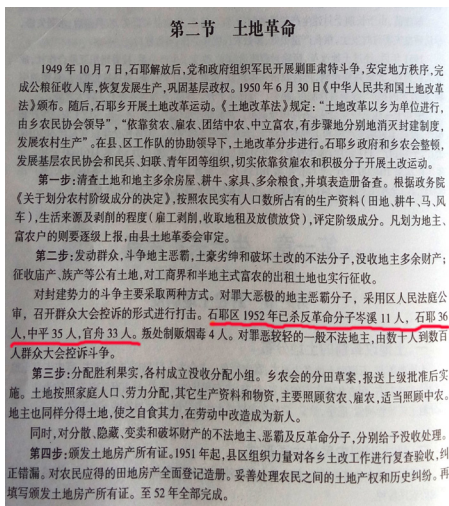 第二节　土地革命
1949年10月7日,石耶解放后,党和政府组织军民开展剿匪肃特斗争,安定地方秩序,完
成公粮征收入库,恢复发展生产,巩固基层政权。1950年6月30日《中华人民共和国土地改革
法》颁布。随后,石耶乡开展土地改革运动。《土地改革法》规定:“土地改革以乡为单位进行,
由乡农民协会领导”,“依靠贫农、雇农、团结中农、中立富农,有步骤地分别地消灭封建制度,
发展农村生产”。在县、区工作队的协助领导下,土地改革分步进行。石耶乡政府和乡农会整顿,
发展基层农民协会和民兵、妇联、青年团等组织,切实依靠贫雇农和积极分子开展土改运动。
第一步:清查土地和地主多余房屋、耕牛、家具、多余粮食,并填表造册备查。根据政务院
《关于划分农村阶级成分的决定》,按照农民实有人口数所占有的生产资料(田地、耕牛、马、风
车),生活来源及剥削的程度(雇工剥削,收取地租及放债放贷),评定阶级成分。凡划为地主、
富农户的则要逐级上报,由县土地革委会审定。
第二步:发动群众,斗争地主恶霸,土豪劣绅和破坏土改的不法分子,没收地主多余财产;
征收庙产、族产等公有土地,对工商界和半地主式富农的出租土地也实行征收。
对封建势力的斗争主要采取两种方式。对罪大恶极的地主恶霸分子,采用区人民法庭公
审,召开群众大会控诉的形式进行打击。石耶区1952年已杀反革命分子岑溪11人,石耶36
人,中平35人,官舟33人。叛处制贩烟毒4人。对罪恶较轻的一般不法地主,由数十人到数百
人群众大会控诉斗争。
第三步:分配胜利果实,各村成立没收分配小组。乡农会的分田草案,报送上级批准后实
施。土地按照家庭人口、劳力分配,其它生产资料和物资,主要照顾贫农、雇农,适当照顾中农。
地主也同样分得土地,使之自食其力,在劳动中改造成为新人。
同时,对分散、隐藏、变卖和破坏财产的不法地主、恶霸及反革命分子,分别给予没收处理。
第四步:颁发土地房产所有证。1951年起,县区组织力量对各乡土改工作进行复查验收,纠
正错漏。对农民应得的田地房产全面登记造册。妥善处理农民之间的土地产权和历史纠纷。再
填写颁发土地房产所有证。至52年全部完成。